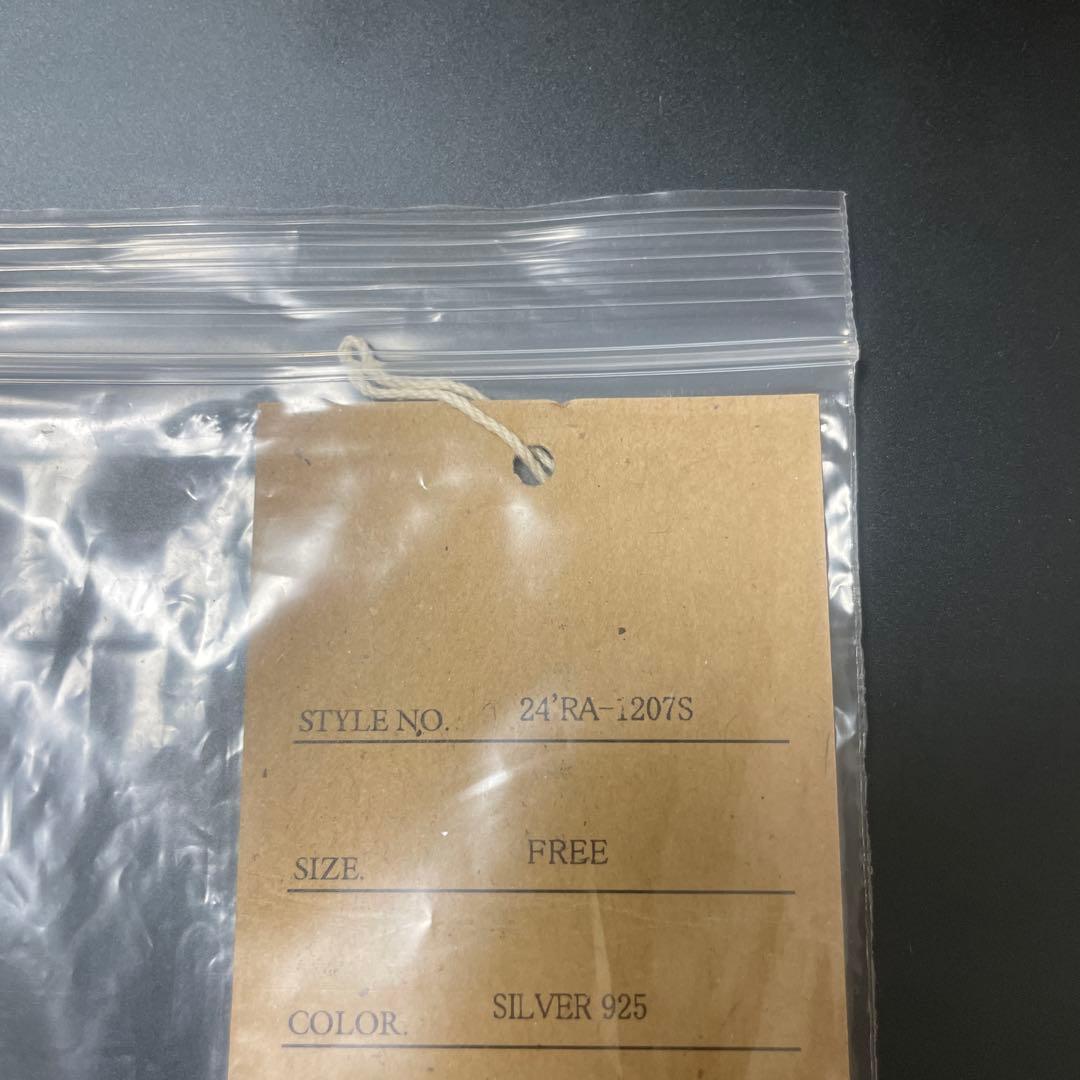 STYLE NO. 24'RA-1207S
SIZE. FREE
COLOR. SILVER 925